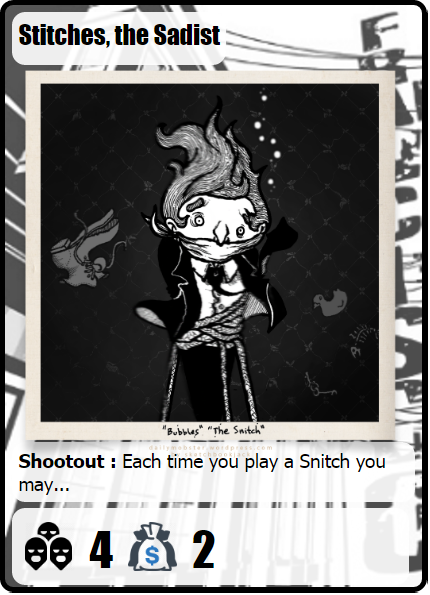 Stitches, the Sadist
"Bubbles" "The Snitch"
Shootout : Each time you play a Snitch you
may...
4
$
2